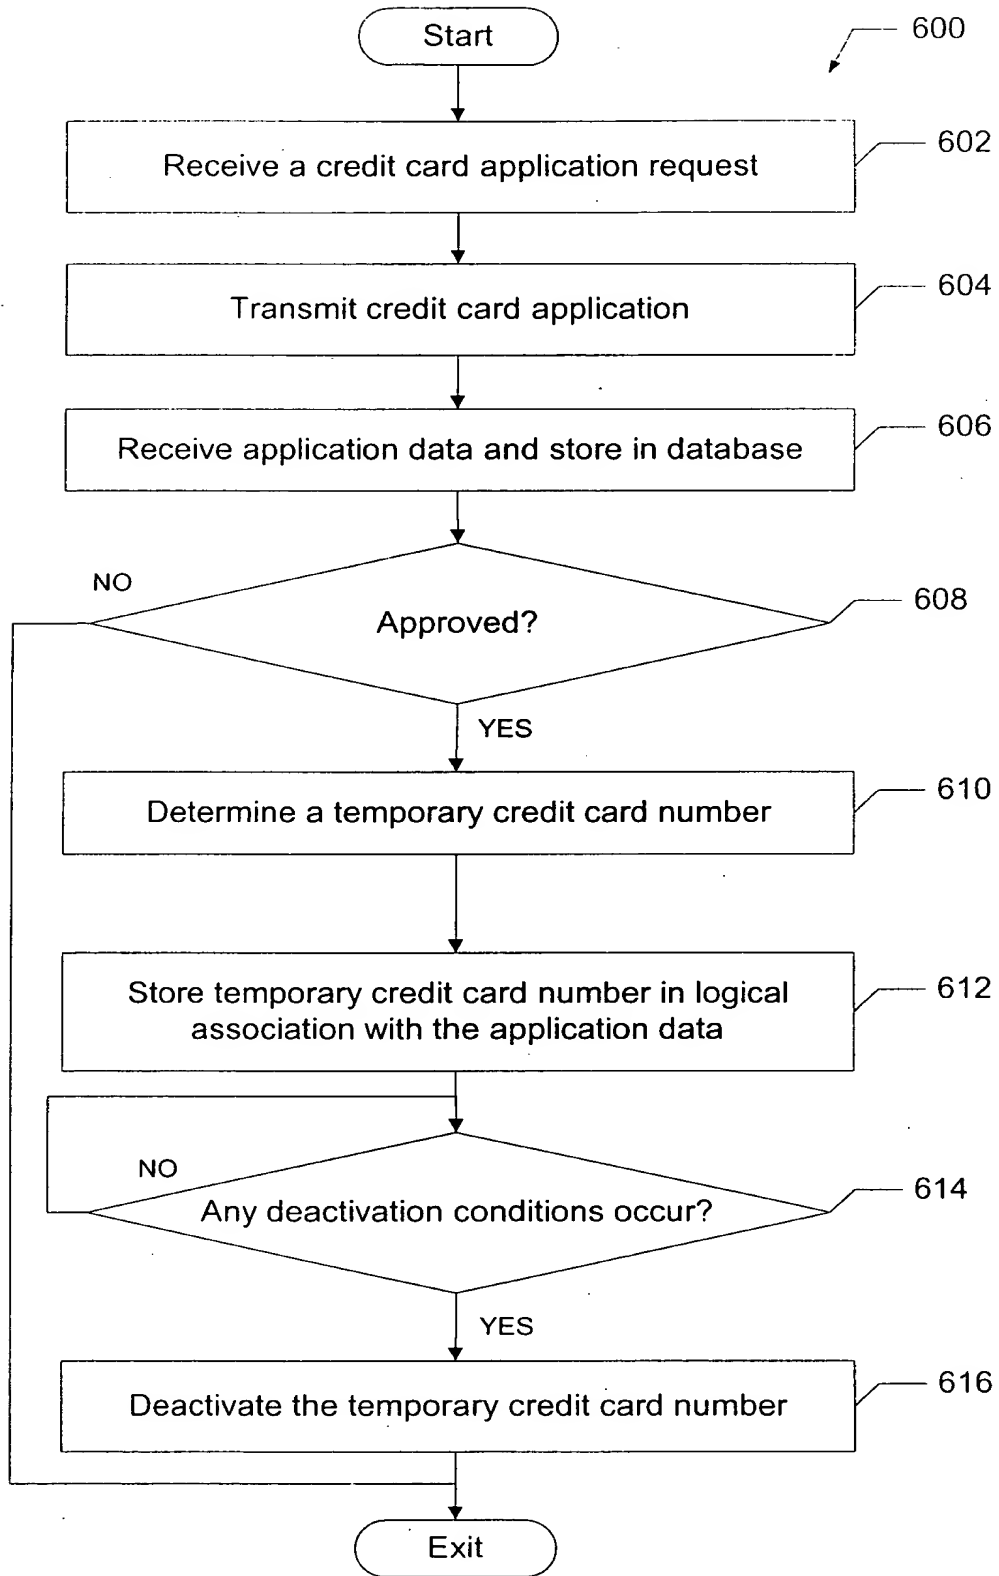 Start
600
Receive a credit card application request
602
Transmit credit card application
604
Receive application data and store in database
606
NO
Approved?
608
YES
Determine a temporary credit card number
610
Store temporary credit card number in logical
association with the application data
612
NO
Any deactivation conditions occur?
614
YES
Deactivate the temporary credit card number
616
Exit